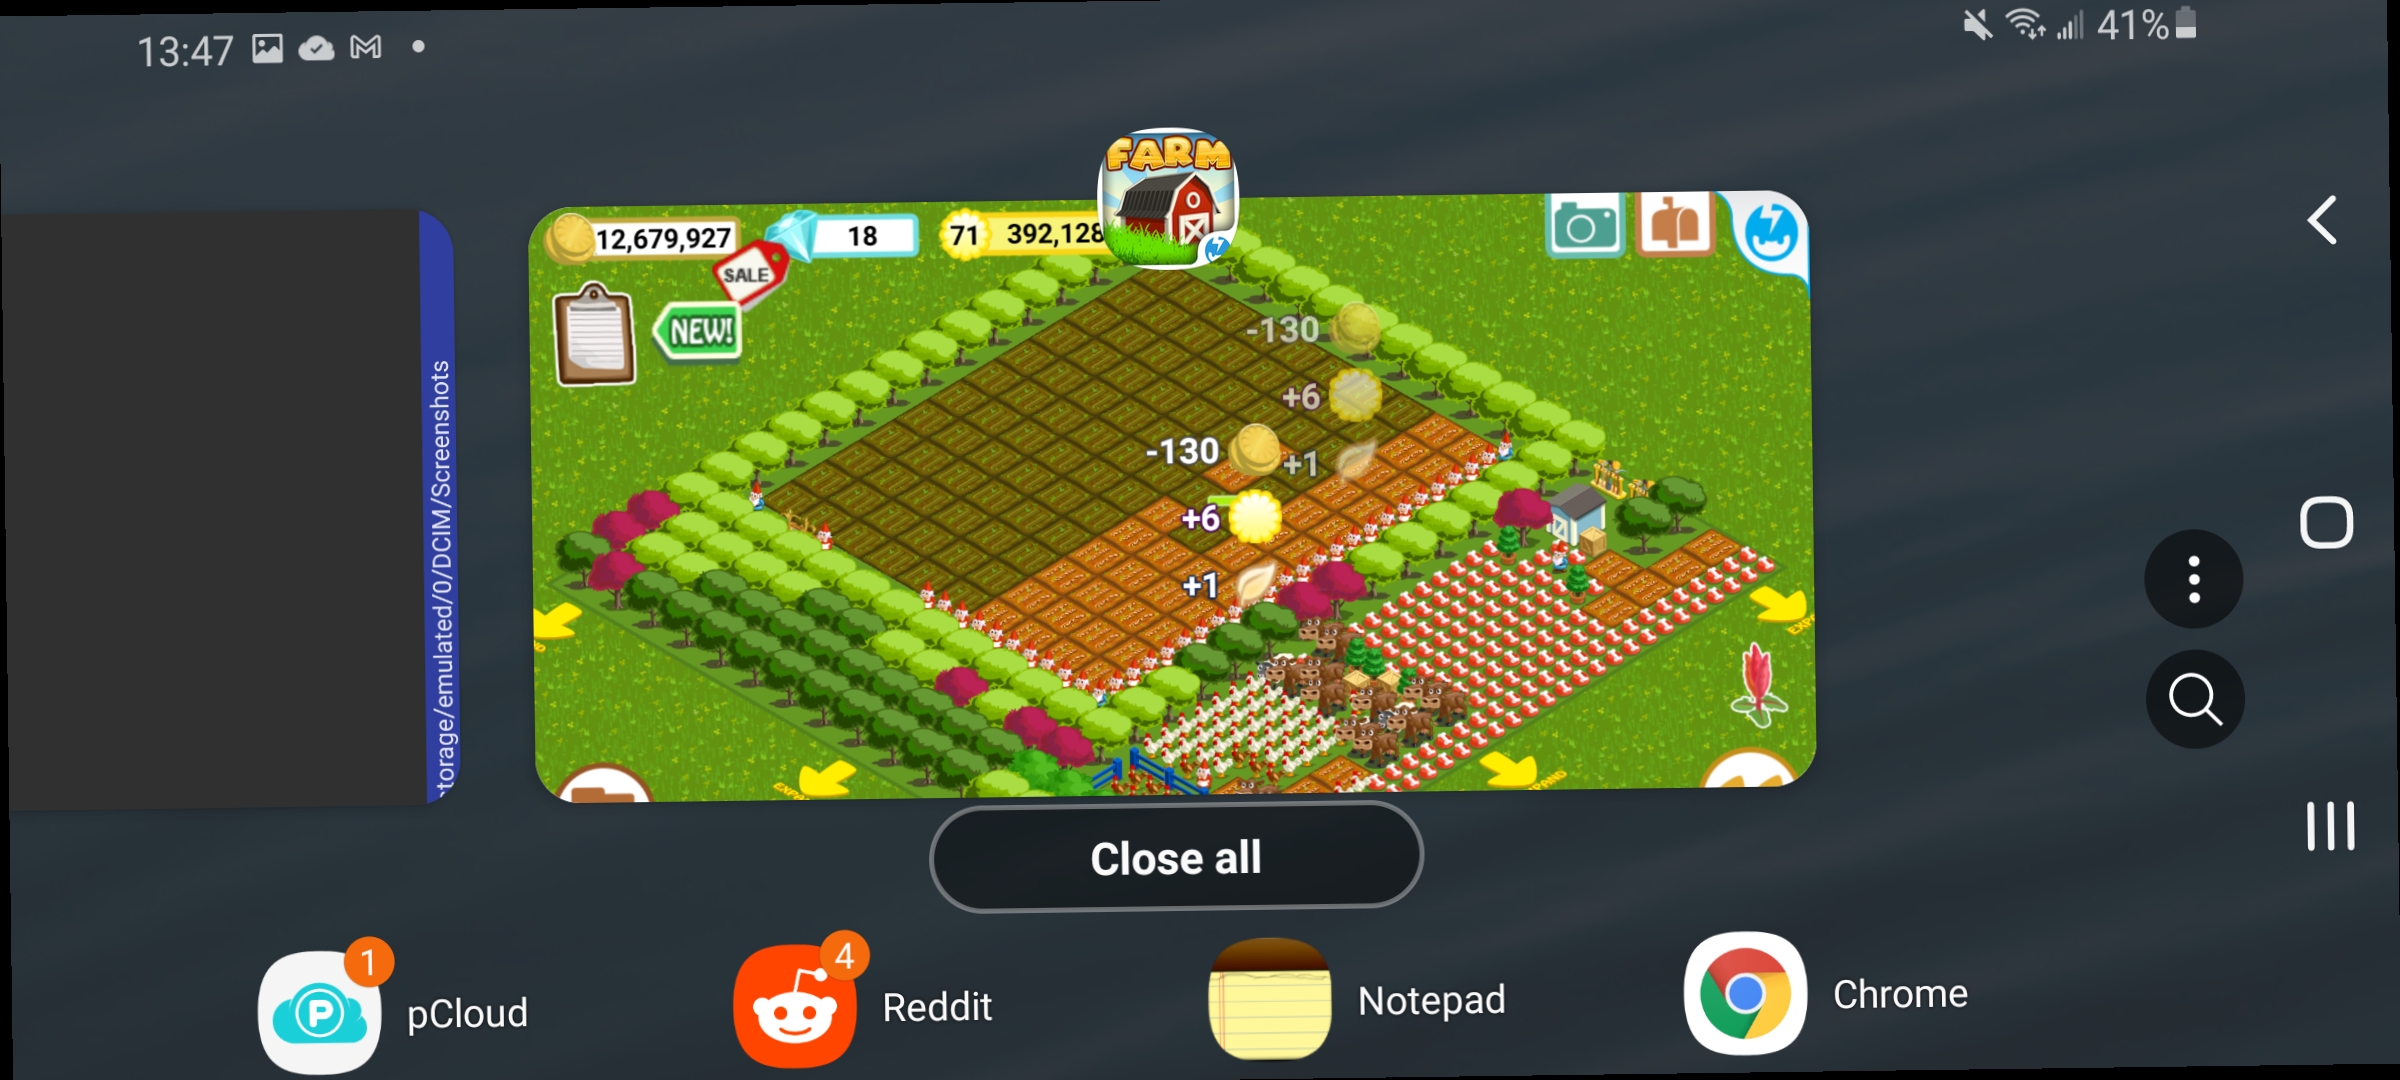 13:47
41%
FARM
12,679,927
18
71
392,128
SALE
NEW!
-130
+6
-130
+1
+6
+1
EXPAND
torage/emulated/0/DCIM/Screenshots
Close all
1
pCloud
4
Reddit
Notepad
Chrome